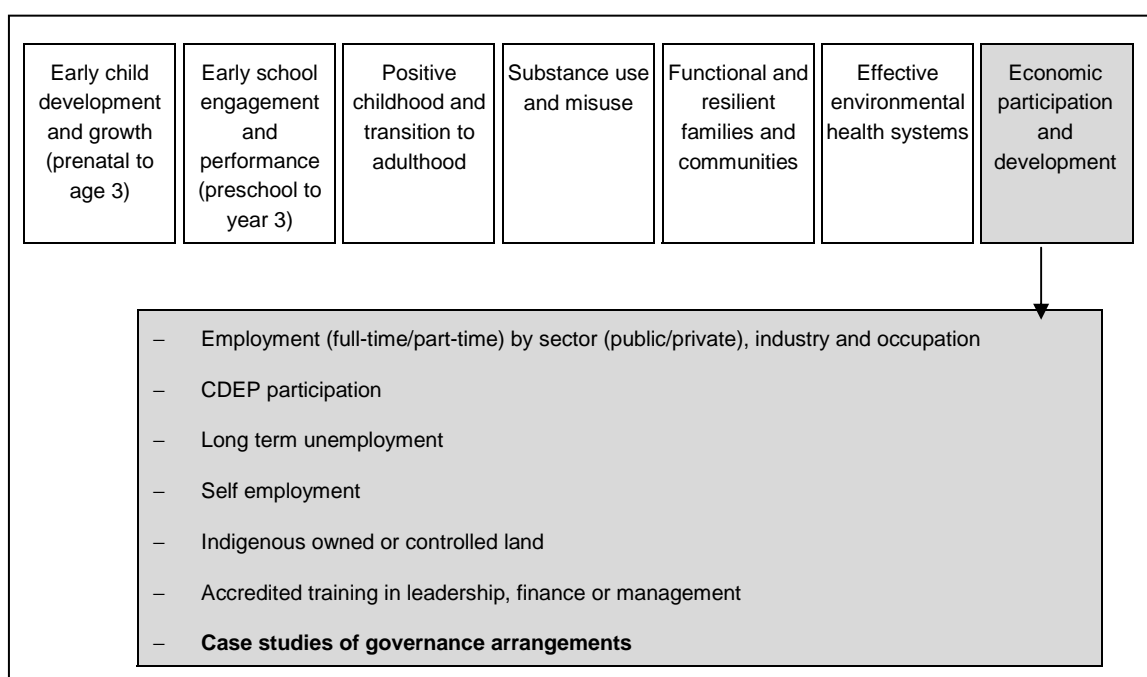 Early child
development
and growth
(prenatal to
age 3)
Early school
engagement
and
performance
(preschool to
year 3)
Positive
childhood and
transition to
adulthood
Substance use
and misuse
Functional and
resilient
families and
communities
Effective
environmental
health systems
Economic
participation
and
development
– Employment (full-time/part-time) by sector (public/private), industry and occupation
– CDEP participation
– Long term unemployment
– Self employment
– Indigenous owned or controlled land
– Accredited training in leadership, finance or management
– Case studies of governance arrangements